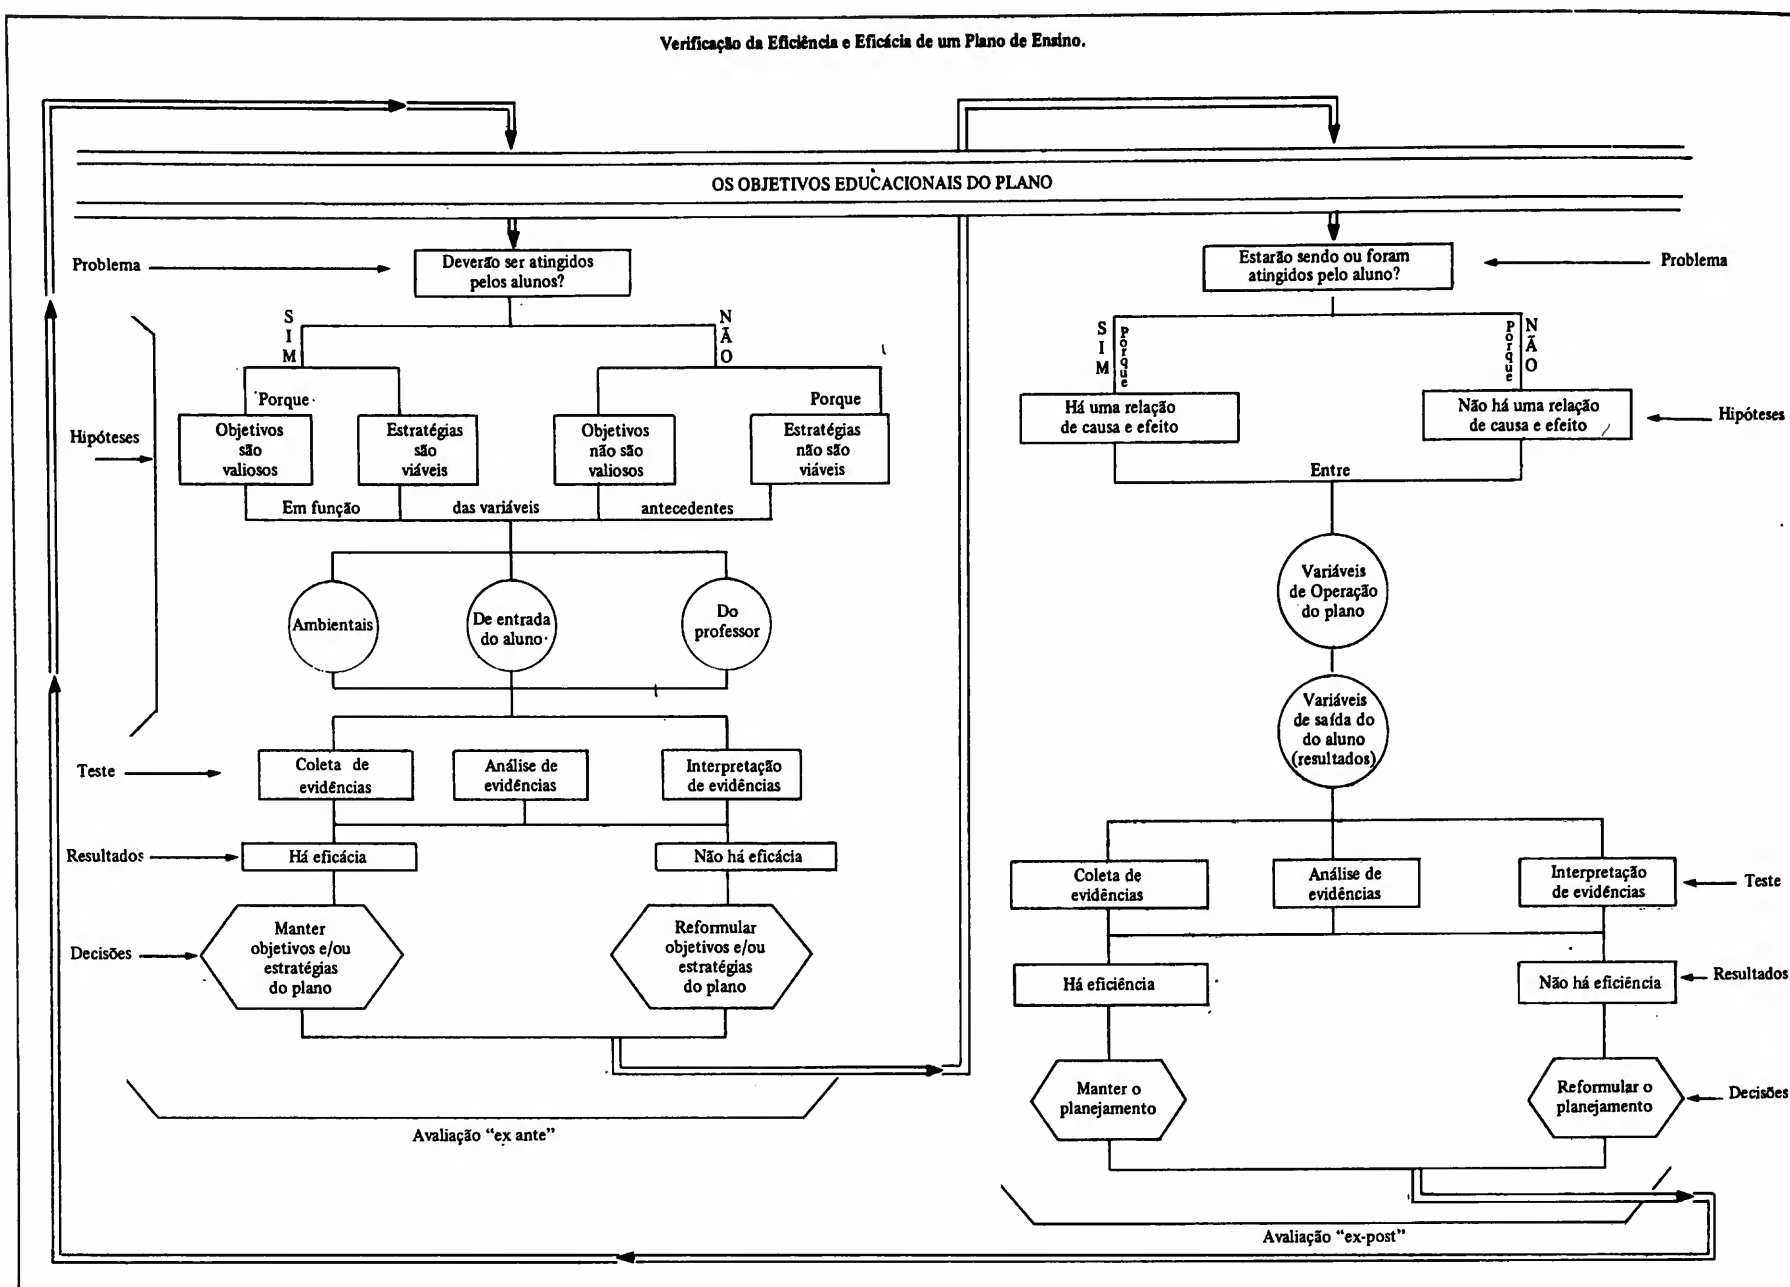 Verificação da Eficiência e Eficácia de um Plano de Ensino.
OS OBJETIVOS EDUCACIONAIS DO PLANO
Problema
Deverão ser atingidos
pelos alunos?
SIM
NÃO
Porque
Porque
Hipóteses
Objetivos
são
valiosos
Estratégias
são
viáveis
Objetivos
não são
valiosos
Estratégias
não são
viáveis
Em função das variáveis antecedentes
Ambientais
De entrada
do aluno
Do
professor
Teste
Coleta de
evidências
Análise de
evidências
Interpretação
de evidências
Resultados
Há eficácia
Não há eficácia
Decisões
Manter
objetivos e/ou
estratégias
do plano
Reformular
objetivos e/ou
estratégias
do plano
Avaliação “ex ante”
Estarão sendo ou foram
atingidos pelo aluno?
Problema
SIM
Porque
Porque
NÃO
Há uma relação
de causa e efeito
Não há uma relação
de causa e efeito
Hipóteses
Entre
Variáveis
de Operação
do plano
Variáveis
de saída do
do aluno
(resultados)
Coleta de
evidências
Análise de
evidências
Interpretação
de evidências
Teste
Há eficiência
Não há eficiência
Resultados
Manter o
planejamento
Reformular o
planejamento
Decisões
Avaliação “ex-post”